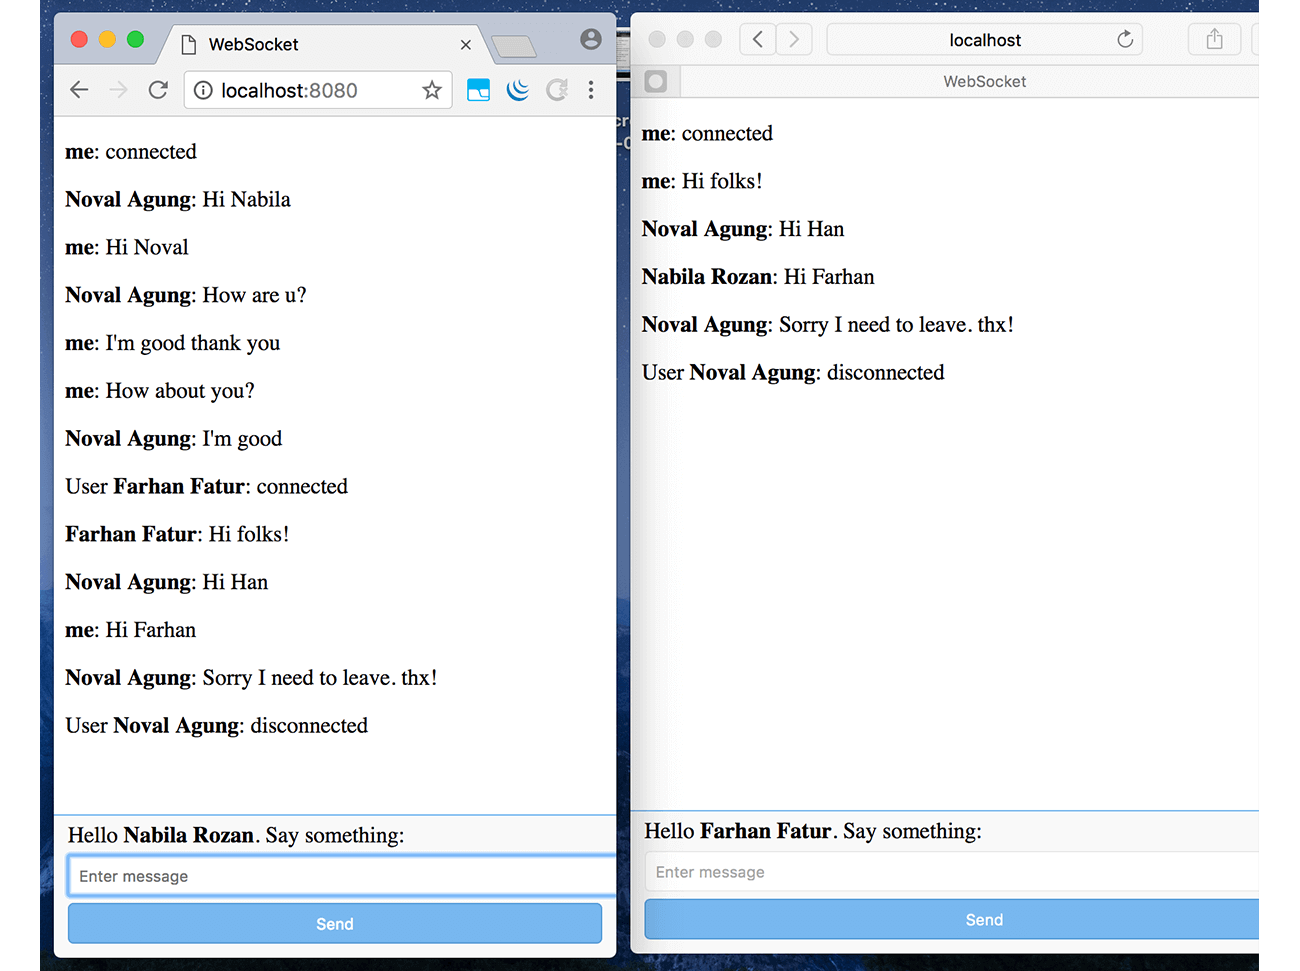 WebSocket
localhost:8080
me: connected
Noval Agung: Hi Nabila
me: Hi Noval
Noval Agung: How are u?
me: I'm good thank you
me: How about you?
Noval Agung: I'm good
User Farhan Fatur: connected
Farhan Fatur: Hi folks!
Noval Agung: Hi Han
me: Hi Farhan
Noval Agung: Sorry I need to leave. thx!
User Noval Agung: disconnected
Hello Nabila Rozan. Say something:
Enter message
Send
localhost
WebSocket
me: connected
me: Hi folks!
Noval Agung: Hi Han
Nabila Rozan: Hi Farhan
Noval Agung: Sorry I need to leave. thx!
User Noval Agung: disconnected
Hello Farhan Fatur. Say something:
Enter message
Send